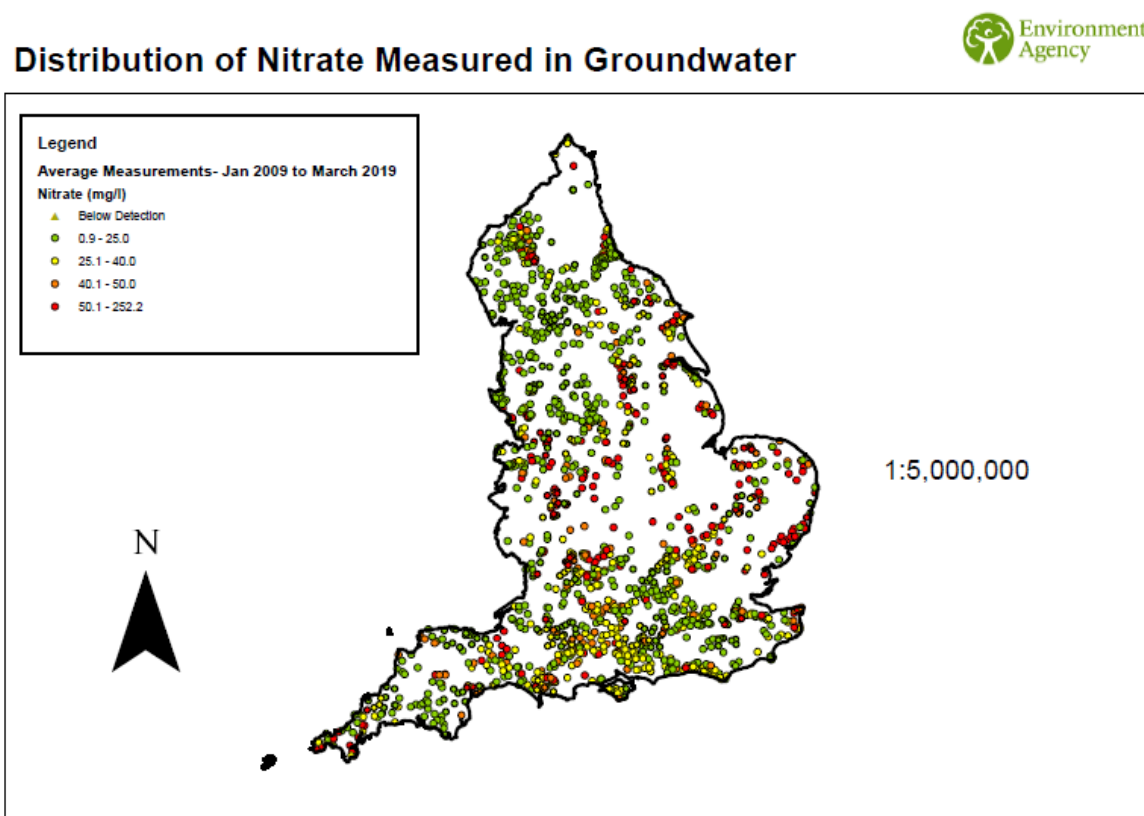 Environment
Agency
Distribution of Nitrate Measured in Groundwater
Legend
Average Measurements- Jan 2009 to March 2019
Nitrate (mg/l)
Below Detection
0.9 - 25.0
25.1 - 40.0
40.1 - 50.0
50.1 - 252.2
1:5,000,000
N